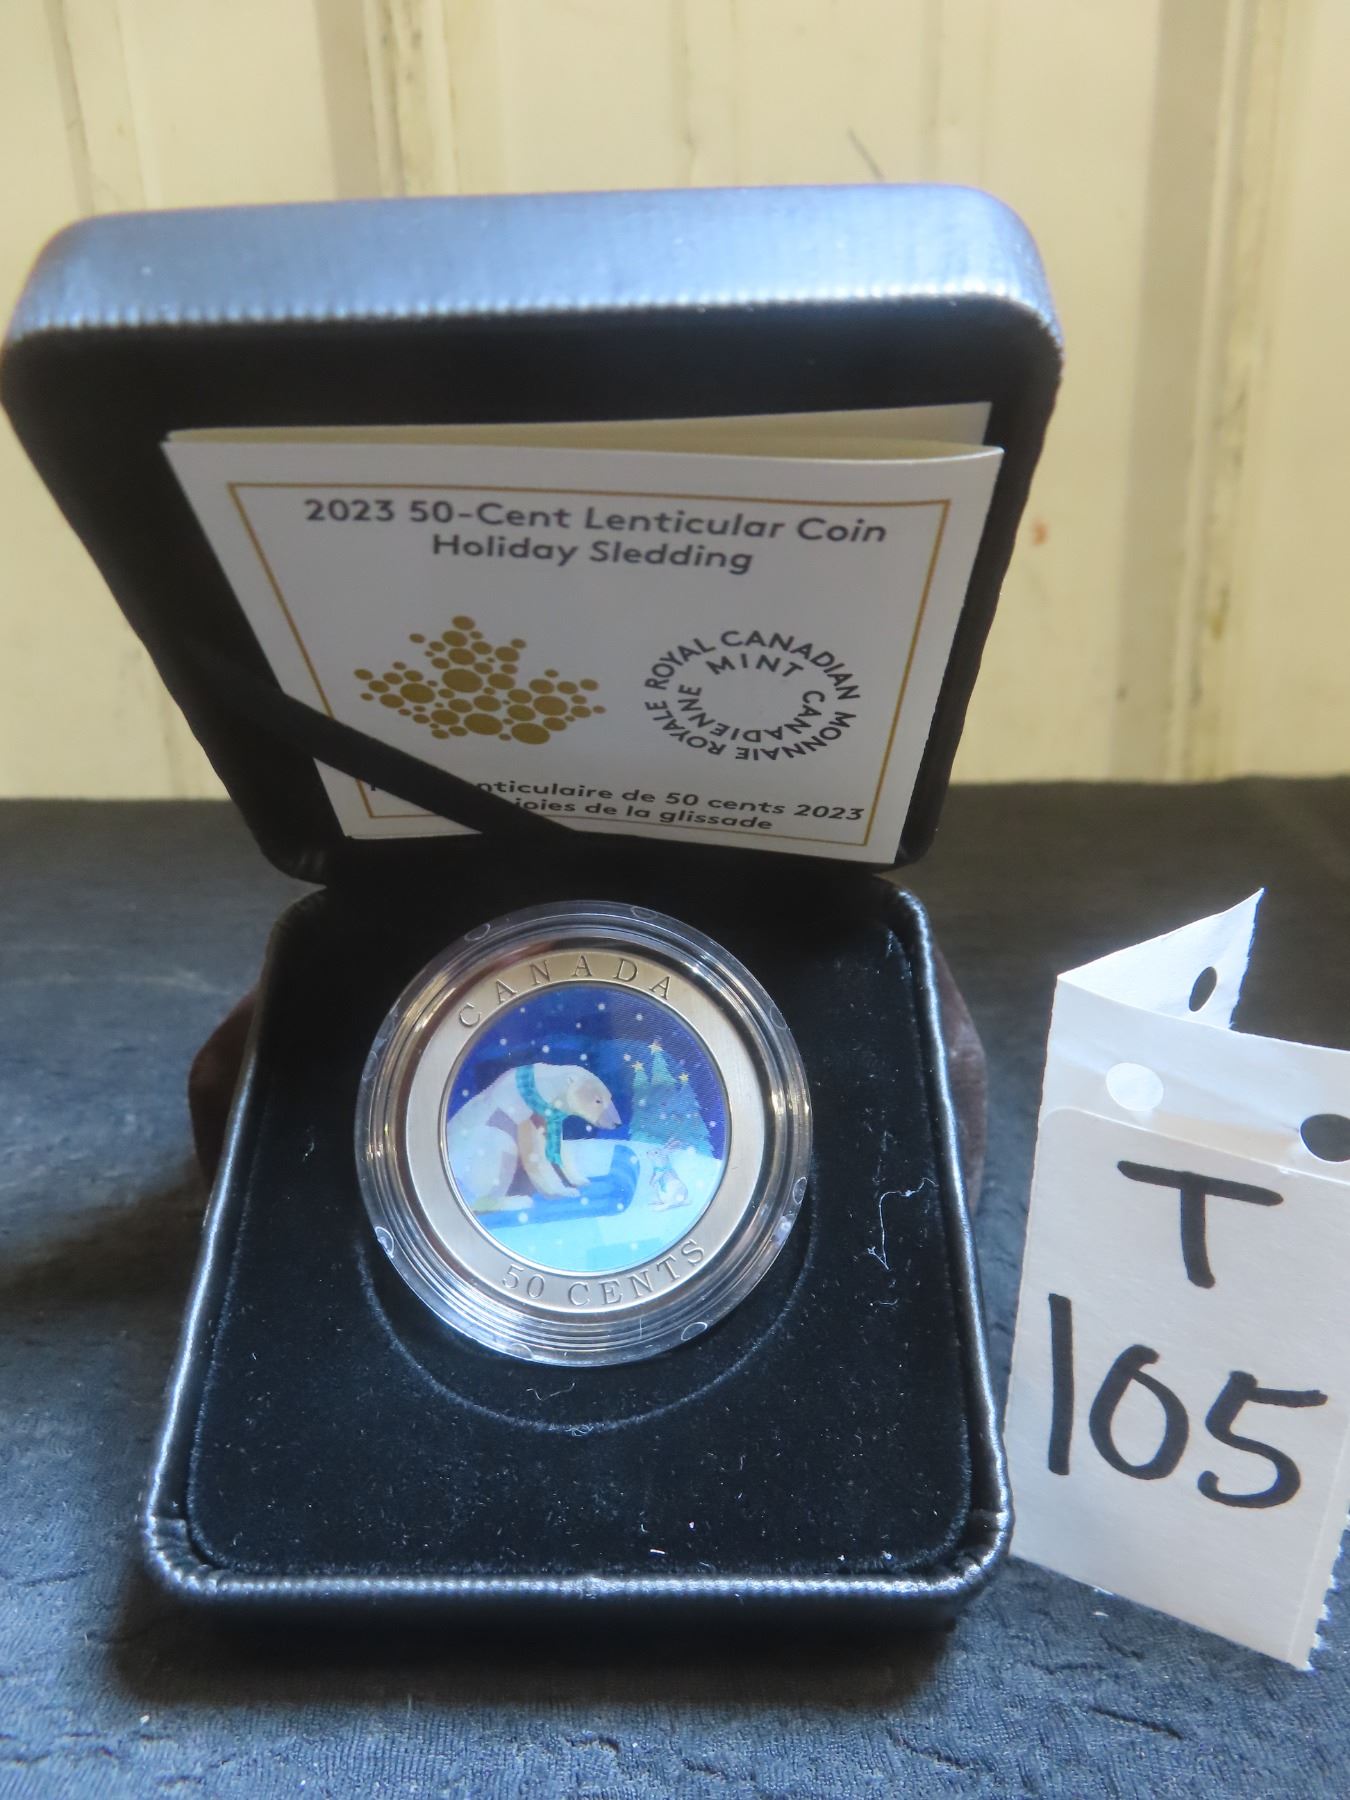 2023 50-Cent Lenticular Coin
Holiday Sledding
ROYAL CANADIAN MINT
MONNAIE ROYALE CANADIENNE
de 50 cents 2023
joies de la glissade
CANADA
50 CENTS
T
105